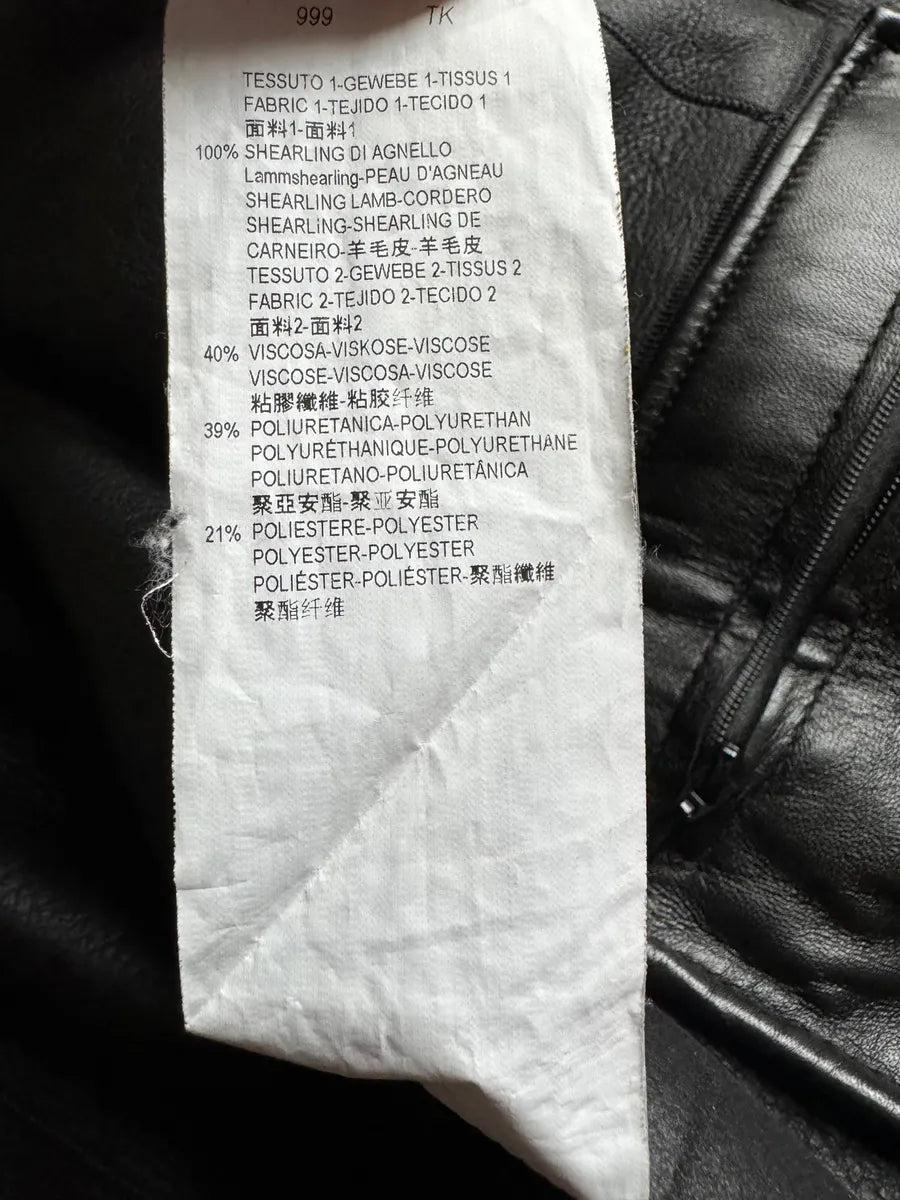 999 TK
TESSUTO 1-GEWEBE 1-TISSUS 1
FABRIC 1-TEJIDO 1-TECIDO 1
面料1-面料1
100% SHEARLING DI AGNELLO
Lammshearling-PEAU D'AGNEAU
SHEARLING LAMB-CORDERO
SHEARLING-SHEARLING DE
CARNEIRO-羊毛皮-羊毛皮
TESSUTO 2-GEWEBE 2-TISSUS 2
FABRIC 2-TEJIDO 2-TECIDO 2
面料2-面料2
40% VISCOSA-VISKOSE-VISCOSE
VISCOSE-VISCOSA-VISCOSE
粘膠纖維-粘胶纤维
39% POLIURETANICA-POLYURETHAN
POLYURÉTHANIQUE-POLYURETHANE
POLIURETANO-POLIURETÂNICA
聚亞安酯-聚亚安酯
21% POLIESTERE-POLYESTER
POLYESTER-POLYESTER
POLIÉSTER-POLIÉSTER-聚酯纖維
聚酯纤维